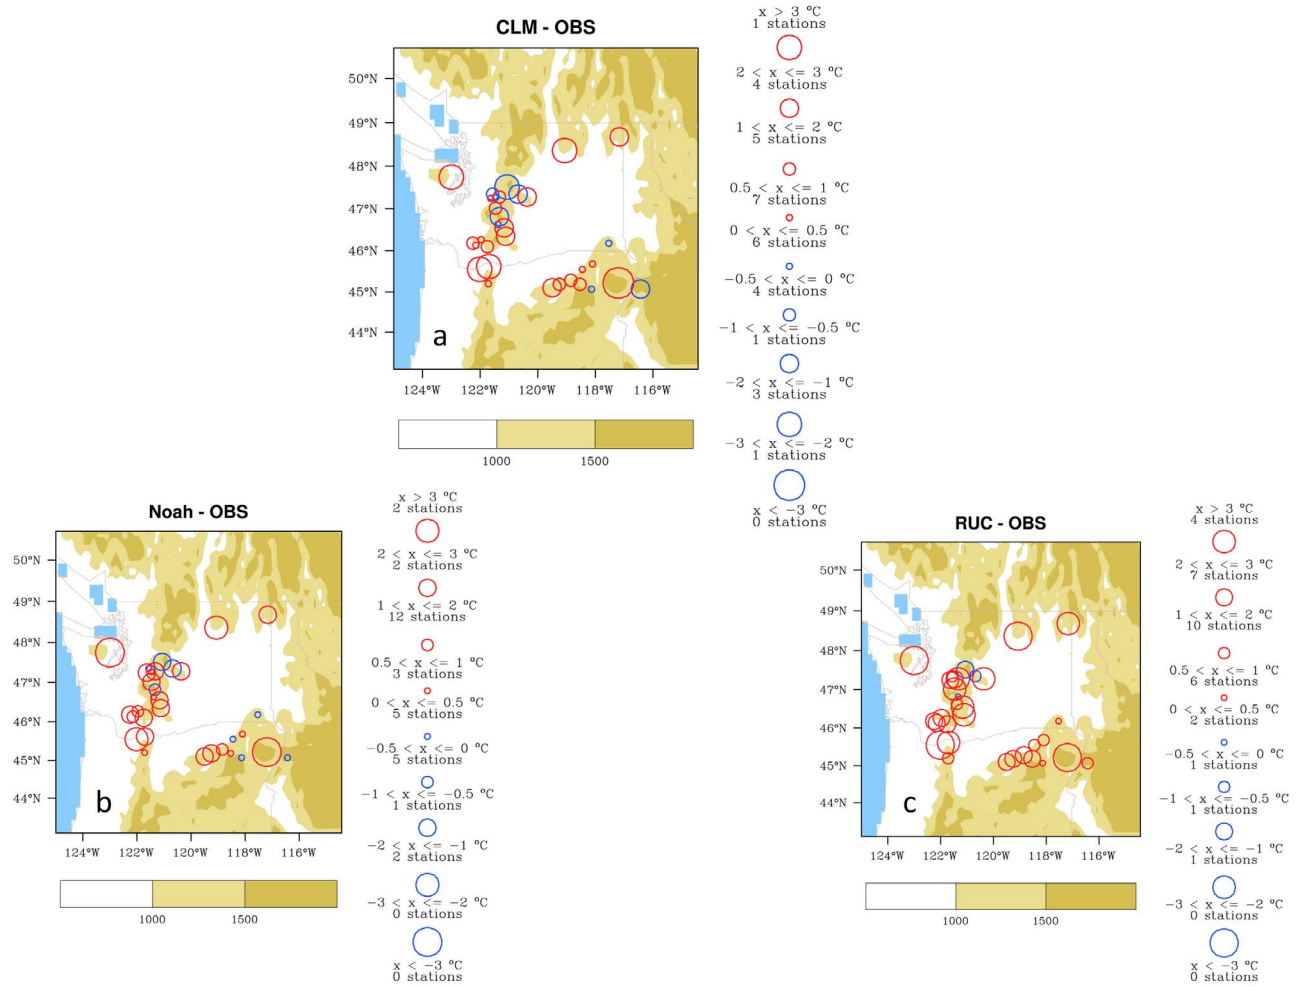 CLM - OBS
50°N
49°N
48°N
47°N
46°N
45°N
44°N
a
124°W
122°W
120°W
118°W
116°W
1000
1500
x > 3 °C
1 stations
2 < x <= 3 °C
4 stations
1 < x <= 2 °C
5 stations
0.5 < x <= 1 °C
7 stations
0 < x <= 0.5 °C
6 stations
−0.5 < x <= 0 °C
4 stations
−1 < x <= −0.5 °C
1 stations
−2 < x <= −1 °C
3 stations
−3 < x <= −2 °C
1 stations
x < −3 °C
0 stations
Noah - OBS
50°N
49°N
48°N
47°N
46°N
45°N
44°N
b
124°W
122°W
120°W
118°W
116°W
1000
1500
x > 3 °C
2 stations
2 < x <= 3 °C
2 stations
1 < x <= 2 °C
12 stations
0.5 < x <= 1 °C
3 stations
0 < x <= 0.5 °C
5 stations
−0.5 < x <= 0 °C
5 stations
−1 < x <= −0.5 °C
1 stations
−2 < x <= −1 °C
2 stations
−3 < x <= −2 °C
0 stations
x < −3 °C
0 stations
RUC - OBS
50°N
49°N
48°N
47°N
46°N
45°N
44°N
c
124°W
122°W
120°W
118°W
116°W
1000
1500
x > 3 °C
4 stations
2 < x <= 3 °C
7 stations
1 < x <= 2 °C
10 stations
0.5 < x <= 1 °C
6 stations
0 < x <= 0.5 °C
2 stations
−0.5 < x <= 0 °C
1 stations
−1 < x <= −0.5 °C
1 stations
−2 < x <= −1 °C
1 stations
−3 < x <= −2 °C
0 stations
x < −3 °C
0 stations